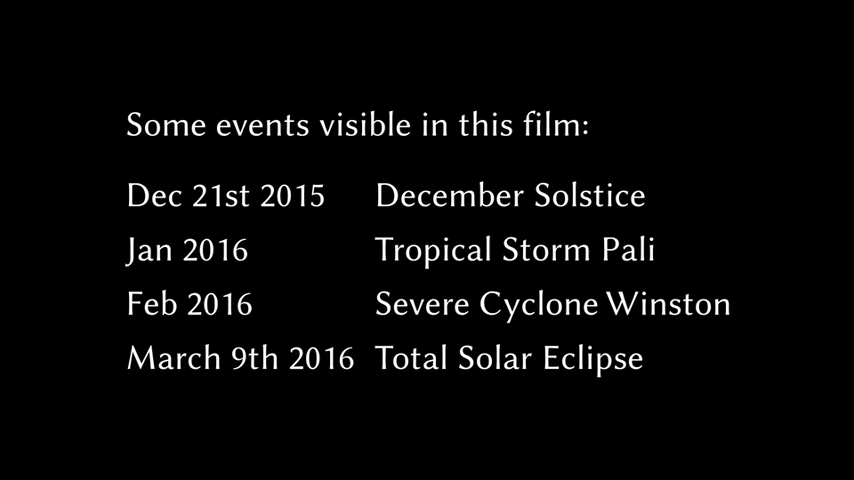 Some events visible in this film:
Dec 21st 2015 December Solstice
Jan 2016 Tropical Storm Pali
Feb 2016 Severe Cyclone Winston
March 9th 2016 Total Solar Eclipse